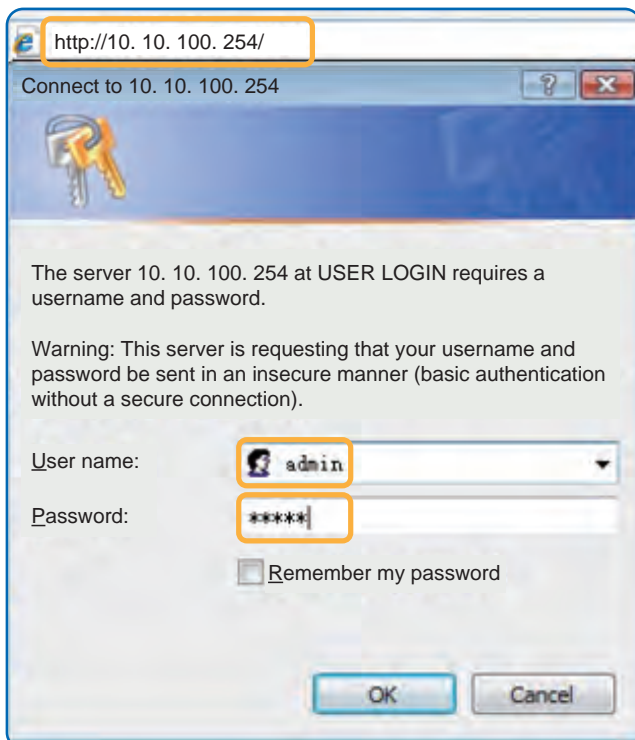 http://10. 10. 100. 254/
Connect to 10. 10. 100. 254
The server 10. 10. 100. 254 at USER LOGIN requires a
username and password.
Warning: This server is requesting that your username and
password be sent in an insecure manner (basic authentication
without a secure connection).
User name:
admin
Password:
*****
Remember my password
OK
Cancel